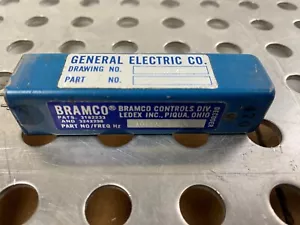 GENERAL ELECTRIC CO.
DRAWING NO.
PART NO.
BRAMCO® BRAMCO CONTROLS DIV.
LEDEX INC., PIQUA, OHIO
PATS.
AND
PART NO/FREQ Hz